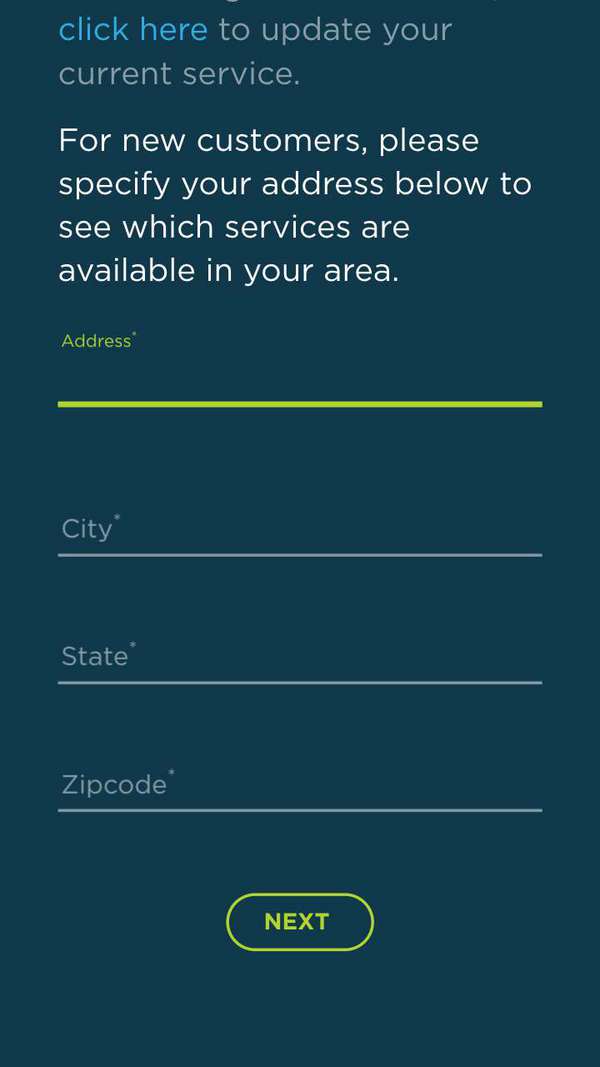 click here to update your
current service.
For new customers, please
specify your address below to
see which services are
available in your area.
Address*
City*
State*
Zipcode*
NEXT